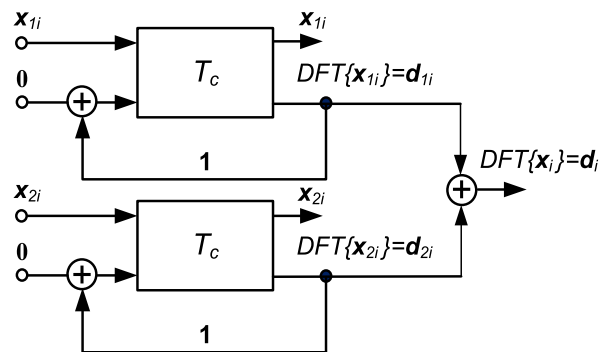 x1i x1i
Tc
0 DFT{x1i}=d1i
+
1
DFT{xi}=di
+
x2i x2i
Tc
0 DFT{x2i}=d2i
+
1